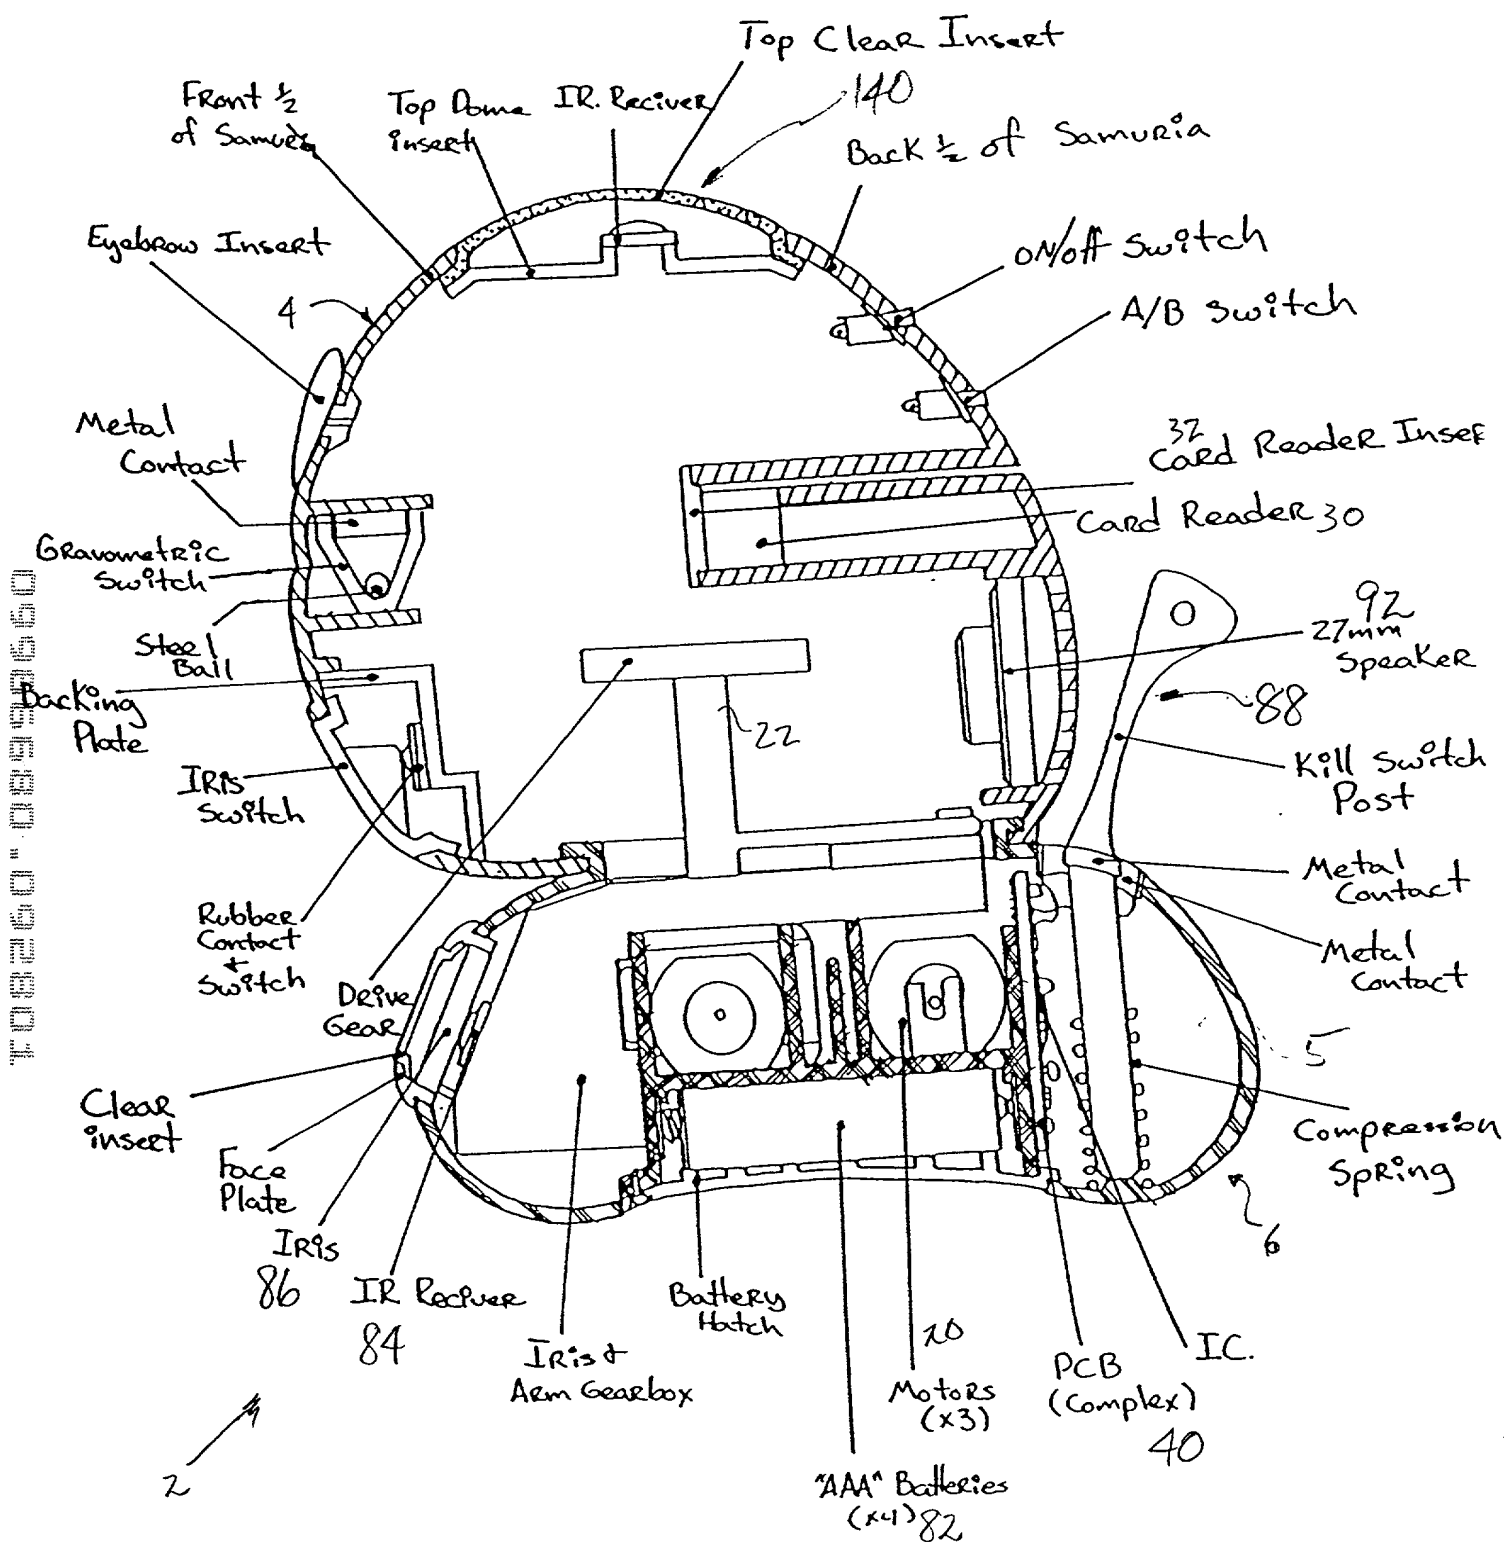 Top Clear Insert
140
Front ½
of Samuria
Top Dome
insert
IR. Reciver
Back ½ of Samuria
Eyebrow Insert
4
ON/off Switch
A/B Switch
Metal
Contact
32
Card Reader Inser
Card Reader 30
Gravometric
Switch
Steel
Ball
92
27mm
Speaker
Backing
Plate
22
88
Kill Switch
Post
IRis
Switch
Metal
Contact
Rubber
Contact
+
Switch
Metal
Contact
Drive
Gear
5
Clear
insert
Compression
Spring
Face
Plate
6
IRis
86
IR Reciver
84
Battery
Hatch
IRis +
Arm Gearbox
20
Motors
(x3)
PCB
(Complex)
40
I.C.
2
"AAA" Batteries
(x4) 82